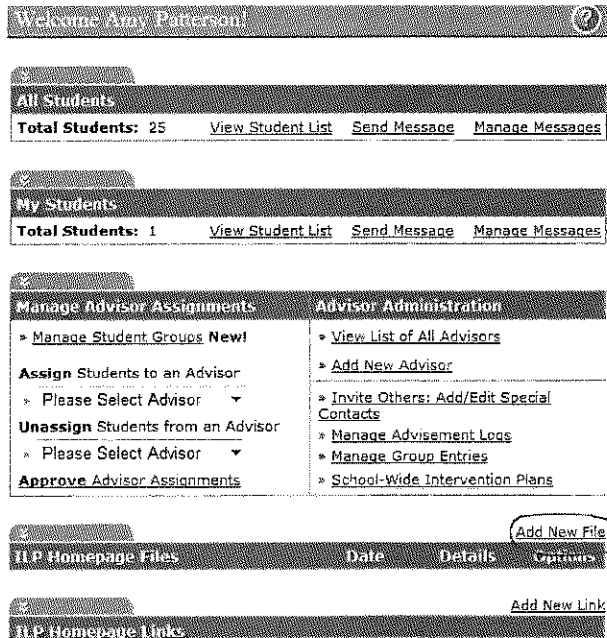 Welcome Amy Patterson!
?
All Students
Total Students: 25 View Student List Send Message Manage Messages
My Students
Total Students: 1 View Student List Send Message Manage Messages
Manage Advisor Assignments Advisor Administration
» Manage Student Groups New! » View List of All Advisors
» Add New Advisor
Assign Students to an Advisor
» Please Select Advisor » Invite Others: Add/Edit Special
Contacts
Unassign Students from an Advisor » Manage Advisement Logs
» Please Select Advisor » Manage Group Entries
Approve Advisor Assignments » School-Wide Intervention Plans
Add New File
ILP Homepage Files Date Details Options
Add New Link
ILP Homepage Links